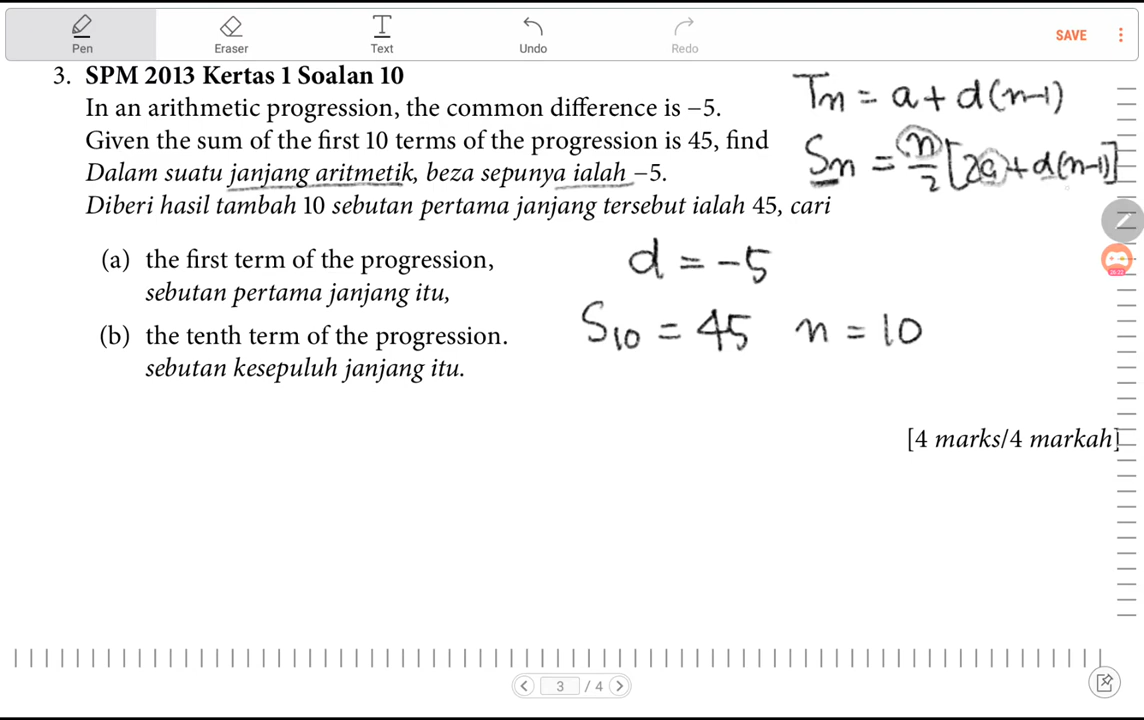 Pen
Eraser
Text
Undo
Redo
SAVE
3. SPM 2013 Kertas 1 Soalan 10
In an arithmetic progression, the common difference is −5.
Given the sum of the first 10 terms of the progression is 45, find
Dalam suatu janjang aritmetik, beza sepunya ialah −5.
Diberi hasil tambah 10 sebutan pertama janjang tersebut ialah 45, cari
(a) the first term of the progression,
sebutan pertama janjang itu,
(b) the tenth term of the progression.
sebutan kesepuluh janjang itu.
[4 marks/4 markah]
Tn = a + d(n-1)
Sn = n/2 [2a + d(n-1)]
d = -5
S10 = 45 n = 10
3 / 4